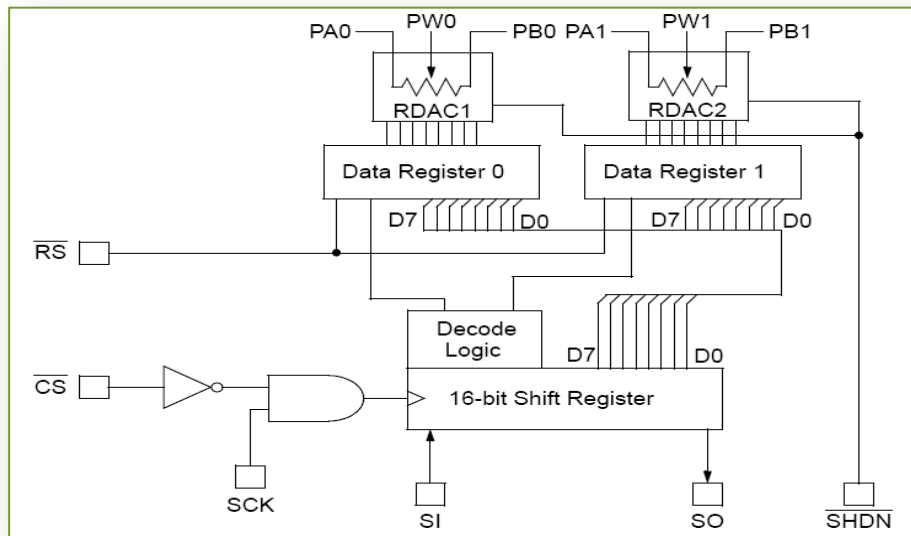 PW0
PW1
PA0
PB0
PA1
PB1
RDAC1
RDAC2
Data Register 0
Data Register 1
D7
D0
D7
D0
RS
Decode
Logic
D7
D0
CS
16-bit Shift Register
SCK
SI
SO
SHDN